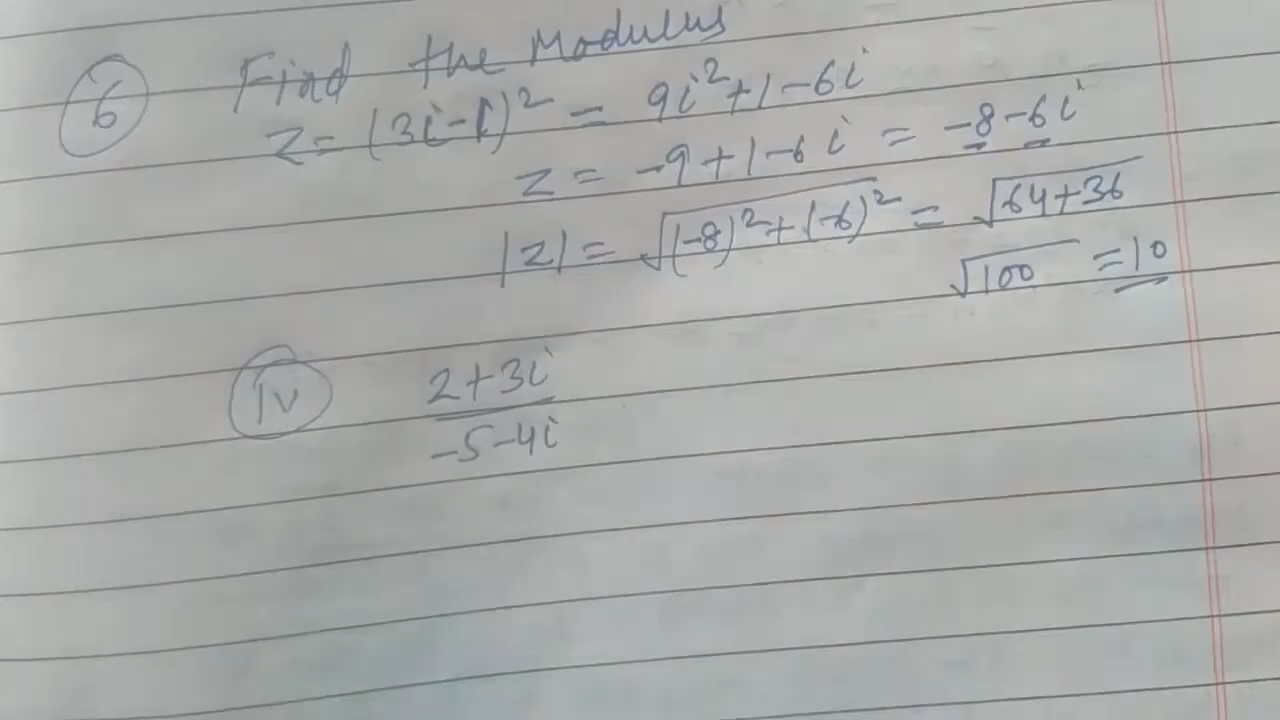 6 Find the Modulus
z = (3i-1)² = 9i²+1-6i
z = -9+1-6i = -8-6i
|z| = √(-8)²+(-6)² = √64+36
√100 = 10
iv 2+3i
-5-4i